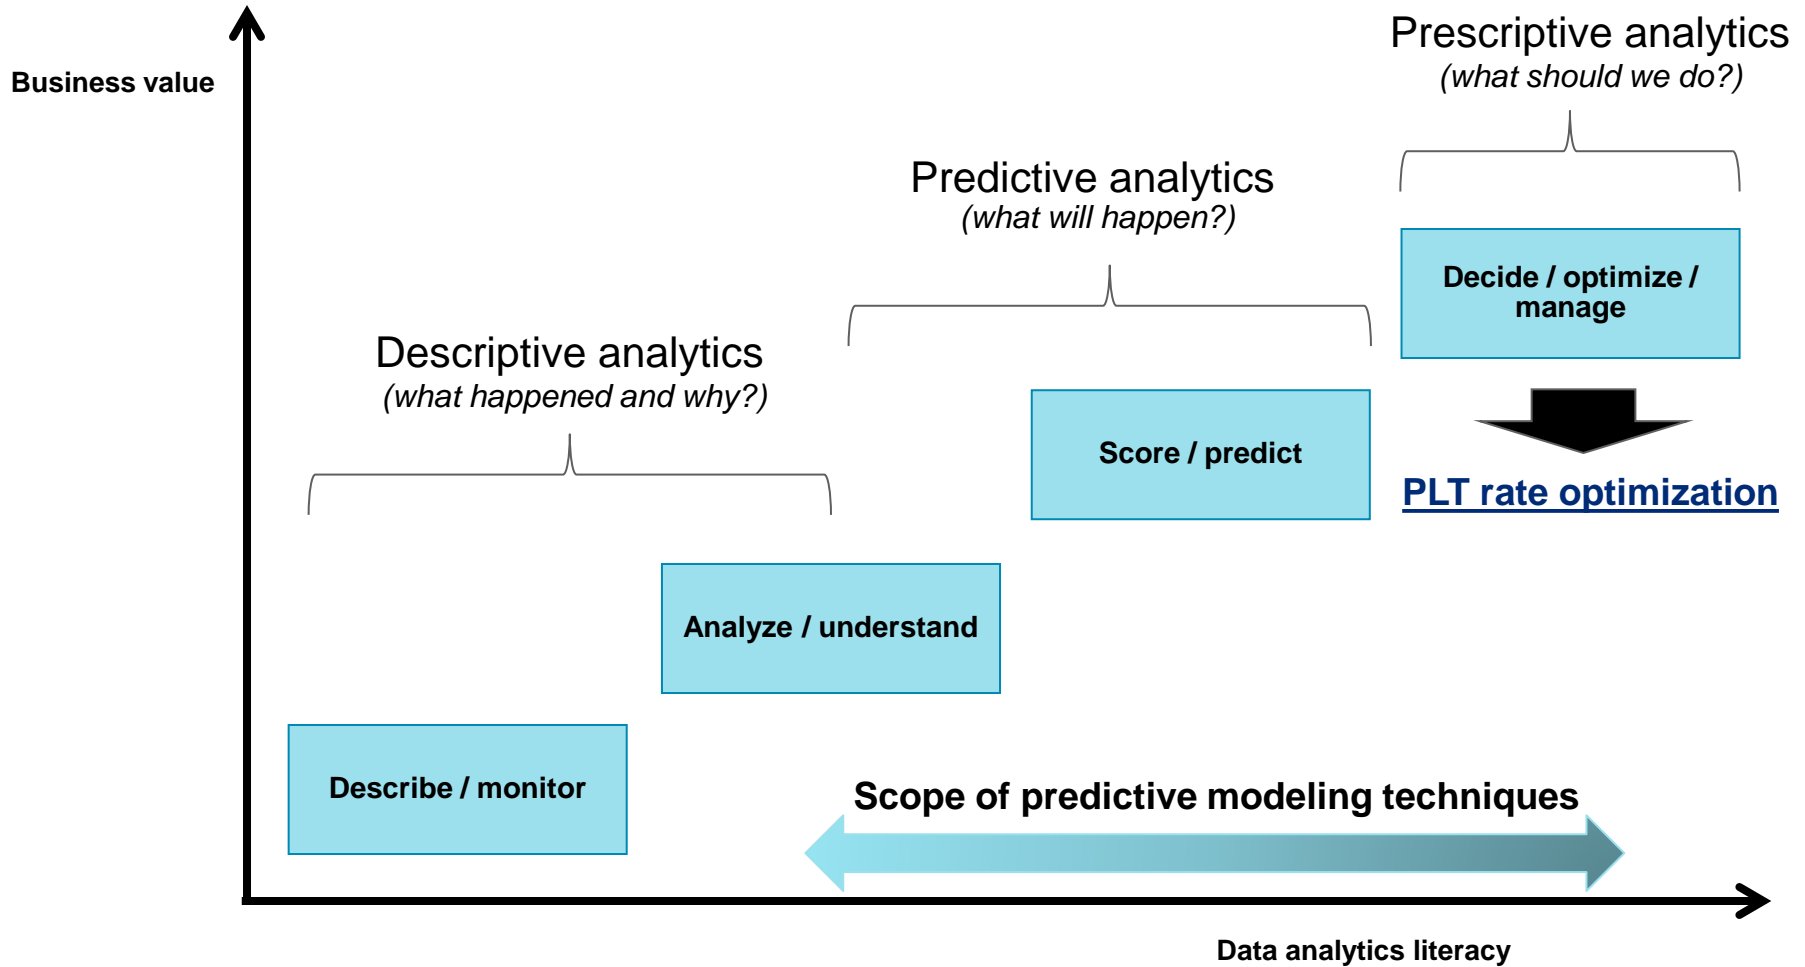 Business value
Prescriptive analytics
(what should we do?)
Predictive analytics
(what will happen?)
Decide / optimize /
manage
Descriptive analytics
(what happened and why?)
Score / predict
PLT rate optimization
Analyze / understand
Describe / monitor
Scope of predictive modeling techniques
Data analytics literacy